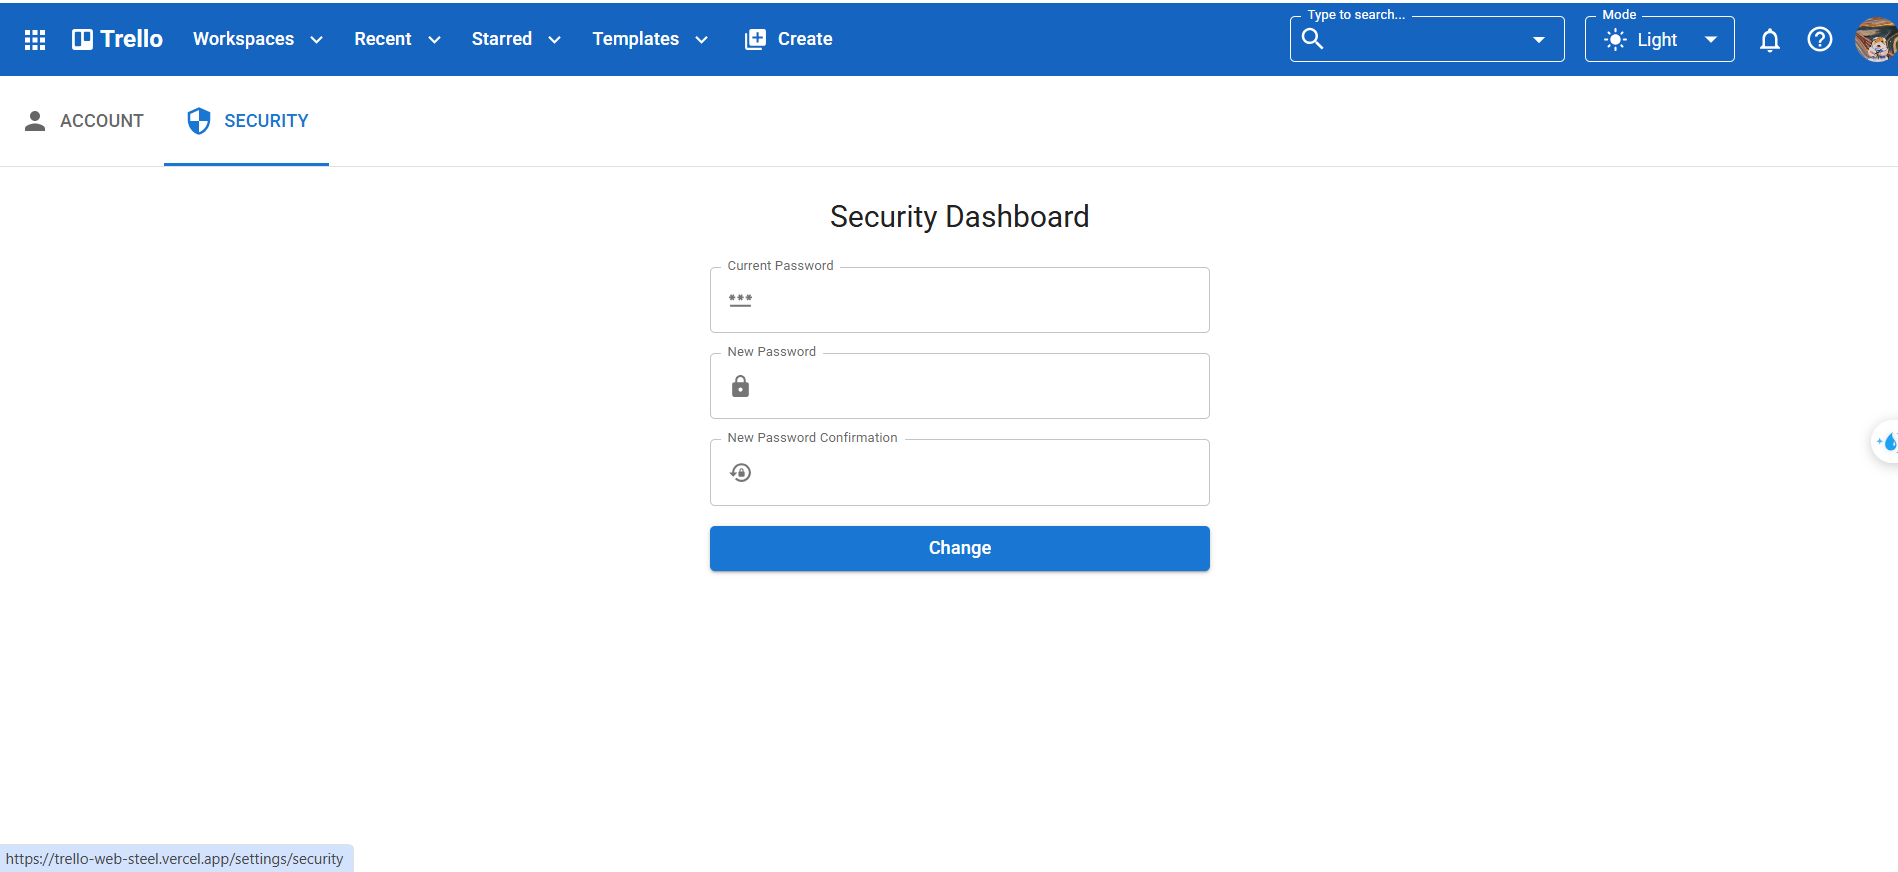 Trello Workspaces Recent Starred Templates Create Type to search... Mode Light
ACCOUNT SECURITY
Security Dashboard
Current Password
New Password
New Password Confirmation
Change
https://trello-web-steel.vercel.app/settings/security